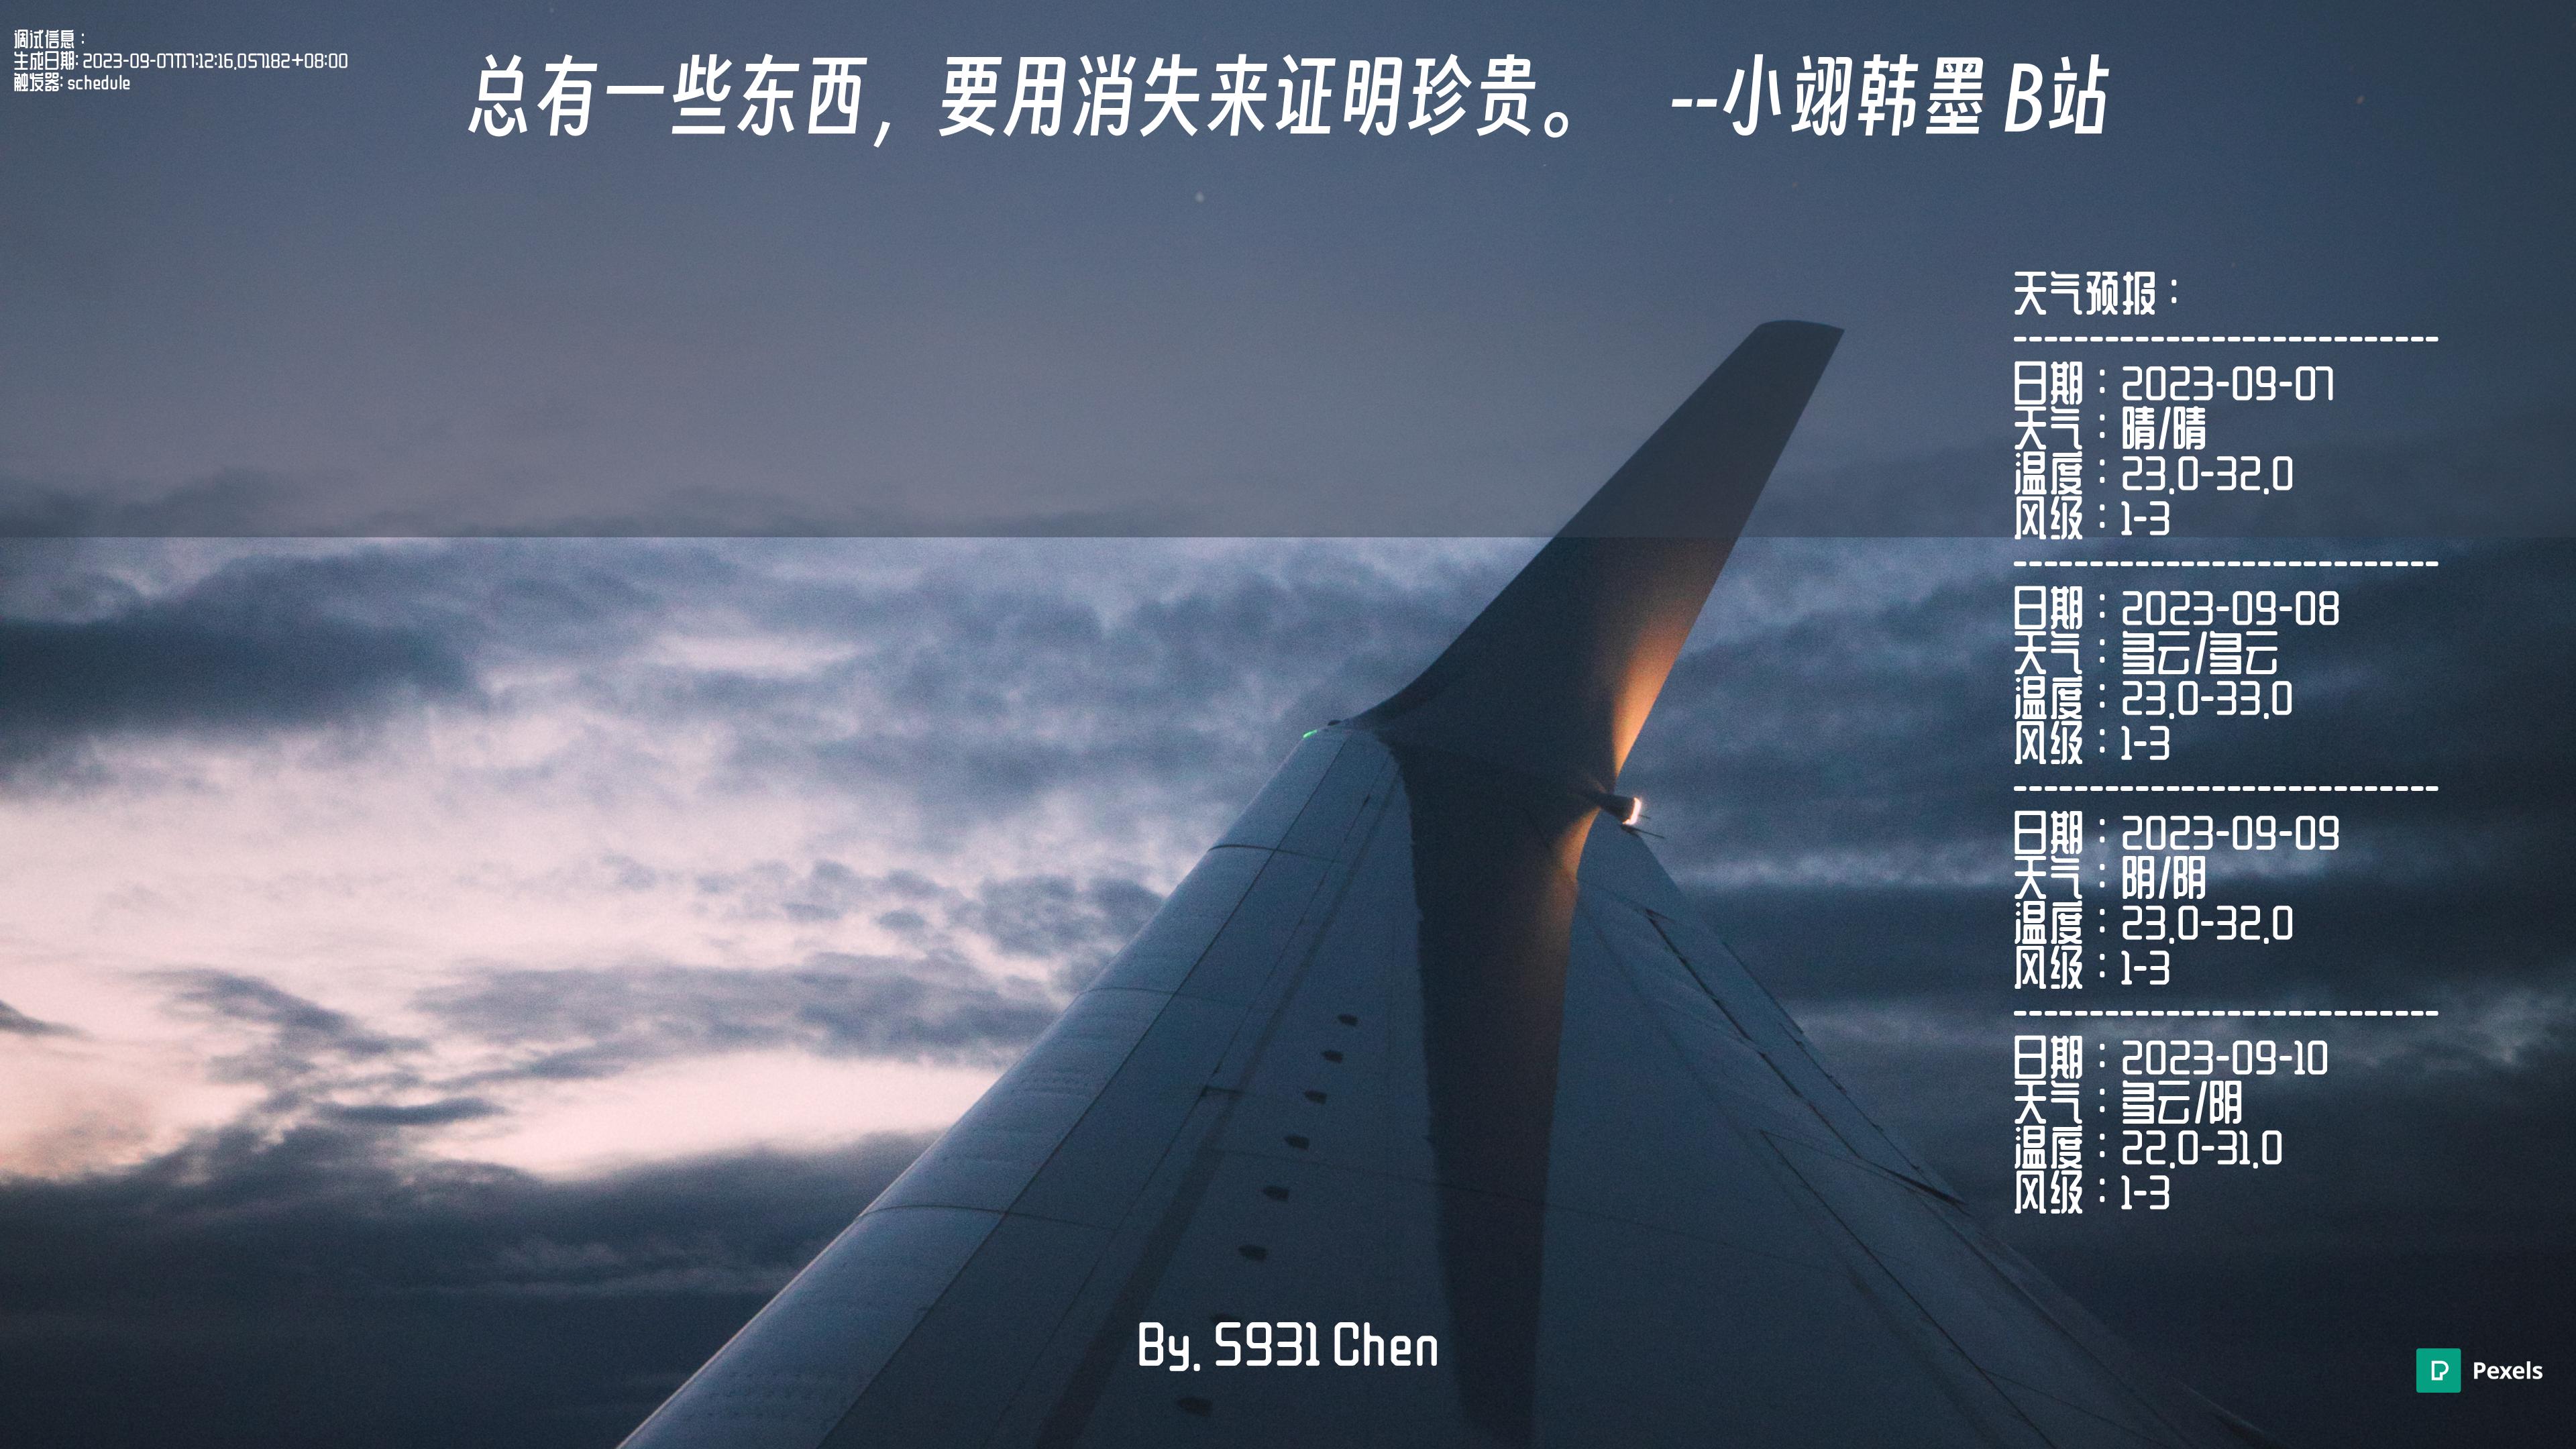 调试信息：
生成日期: 2023-09-07T17:12:16.057182+08:00
触发器: schedule
总有一些东西，要用消失来证明珍贵。 --小翊韩墨 B站
天气预报：
----------------------------
日期：2023-09-07
天气：晴/晴
温度：23.0-32.0
风级：1-3
----------------------------
日期：2023-09-08
天气：多云/多云
温度：23.0-33.0
风级：1-3
----------------------------
日期：2023-09-09
天气：阴/阴
温度：23.0-32.0
风级：1-3
----------------------------
日期：2023-09-10
天气：多云/阴
温度：22.0-31.0
风级：1-3
By. S931 Chen
Pexels